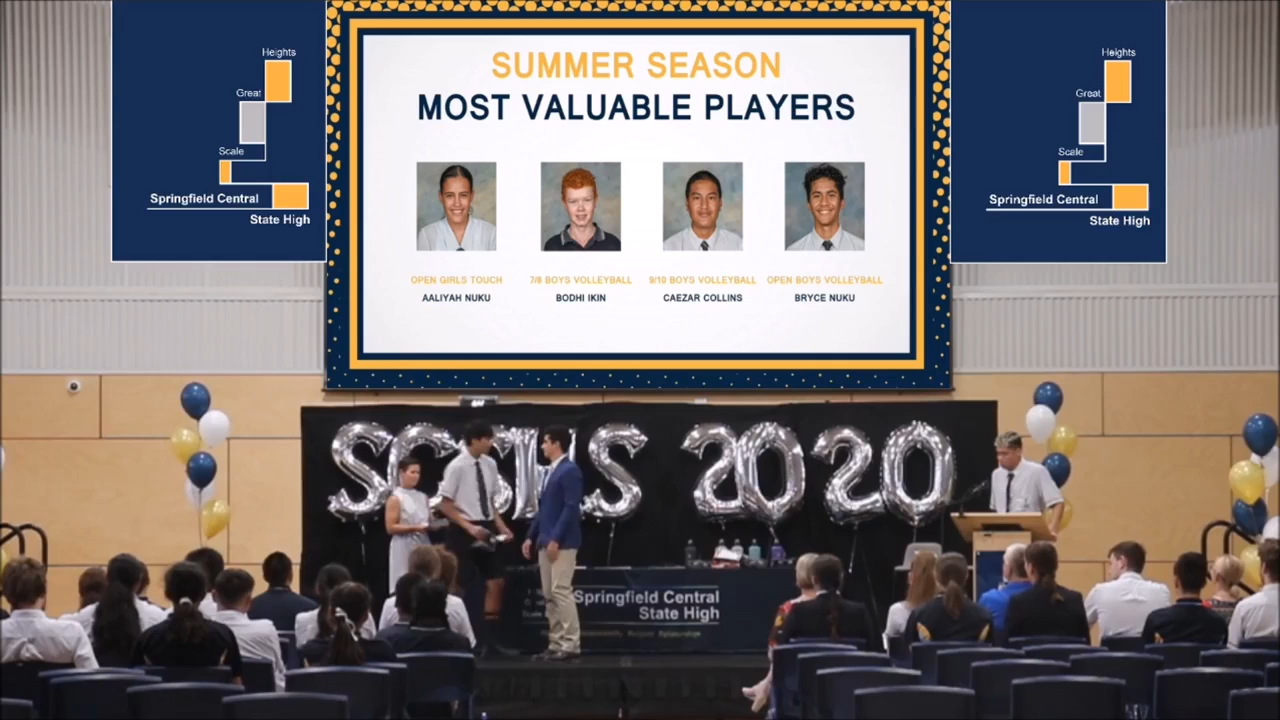 Heights
Great
Scale
Springfield Central
State High
SUMMER SEASON
MOST VALUABLE PLAYERS
OPEN GIRLS TOUCH
AALIYAH NUKU
7/8 BOYS VOLLEYBALL
BODHI IKIN
9/10 BOYS VOLLEYBALL
CAEZAR COLLINS
OPEN BOYS VOLLEYBALL
BRYCE NUKU
Heights
Great
Scale
Springfield Central
State High
2020
Springfield Central
State High